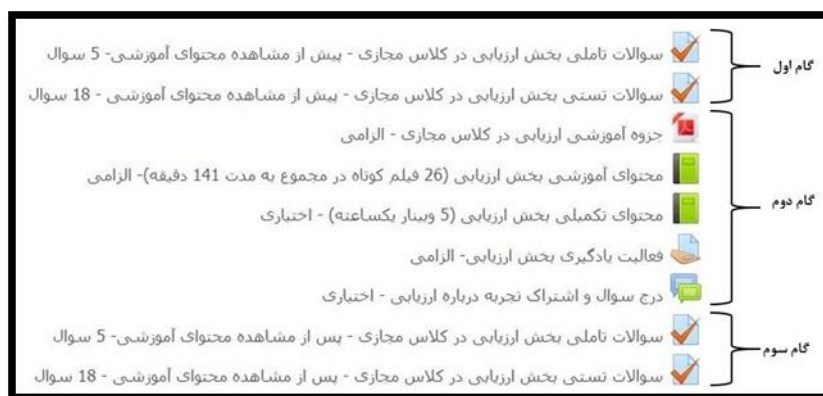 گام اول
سوالات تاملی بخش ارزیابی در کلاس مجازی - پیش از مشاهده محتوای آموزشی- 5 سوال
سوالات تستی بخش ارزیابی در کلاس مجازی - پیش از مشاهده محتوای آموزشی - 18 سوال
گام دوم
جزوه آموزشی ارزیابی در کلاس مجازی - الزامی
محتوای آموزشی بخش ارزیابی (26 فیلم کوتاه در مجموع به مدت 141 دقیقه)- الزامی
محتوای تکمیلی بخش ارزیابی (5 وبینار یکساعته) - اختیاری
فعالیت یادگیری بخش ارزیابی- الزامی
درج سوال و اشتراک تجربه درباره ارزیابی - اختیاری
گام سوم
سوالات تاملی بخش ارزیابی در کلاس مجازی - پس از مشاهده محتوای آموزشی- 5 سوال
سوالات تستی بخش ارزیابی در کلاس مجازی - پس از مشاهده محتوای آموزشی - 18 سوال